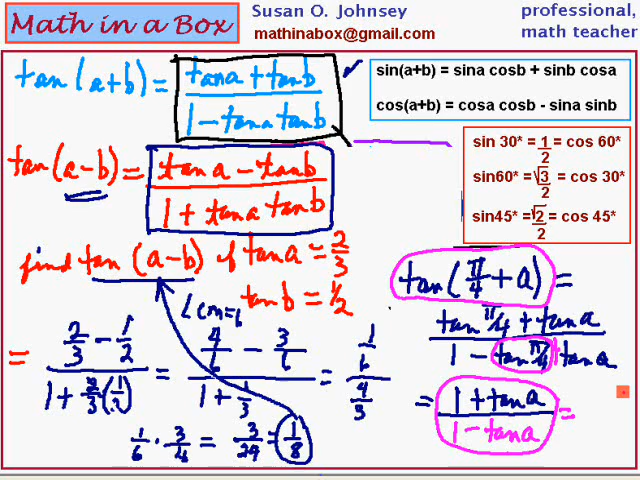 Math in a Box
Susan O. Johnsey
mathinabox@gmail.com
professional,
math teacher
tan(a+b) = (tan a + tan b)/(1 - tan a tan b)
sin(a+b) = sina cosb + sinb cosa
cos(a+b) = cosa cosb - sina sinb
tan(a-b) = (tan a - tan b)/(1 + tan a tan b)
sin 30* = 1/2 = cos 60*
sin60* = √3/2 = cos 30*
sin45* = √2/2 = cos 45*
find tan (a-b) if tan a = 2/3
tan b = 1/2
LCM=6
= (2/3 - 1/2)/(1 + 2/3(1/2)) = (4/6 - 3/6)/(1 + 1/3) = (1/6)/(4/3)
1/6 · 3/4 = 3/24 = 1/8
tan(π/4 + a) =
(tan π/4 + tan a)/(1 - tan π/4 tan a)
= (1 + tan a)/(1 - tan a) =